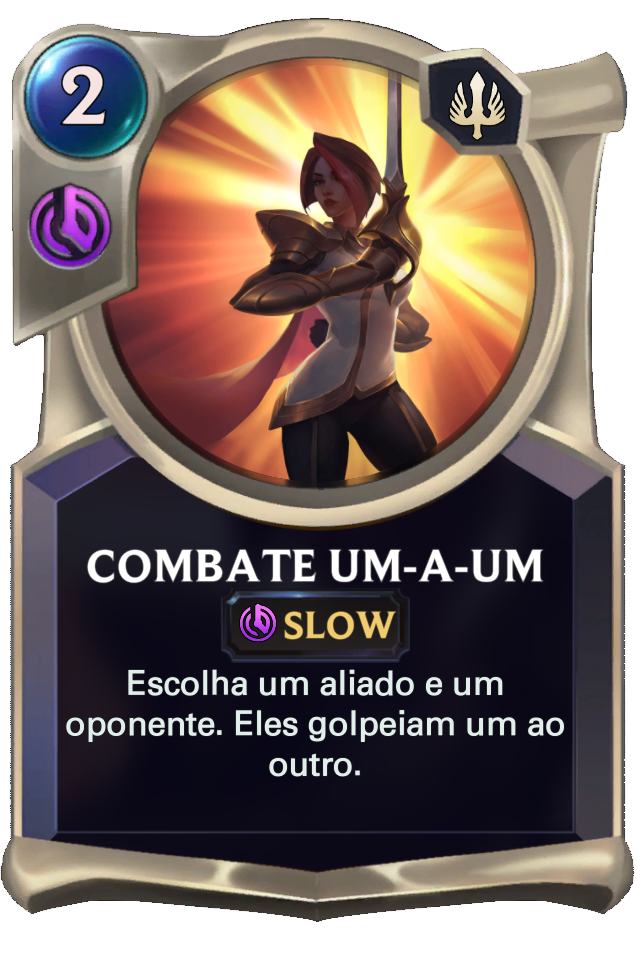 2
COMBATE UM-A-UM
SLOW
Escolha um aliado e um
oponente. Eles golpeiam um ao
outro.